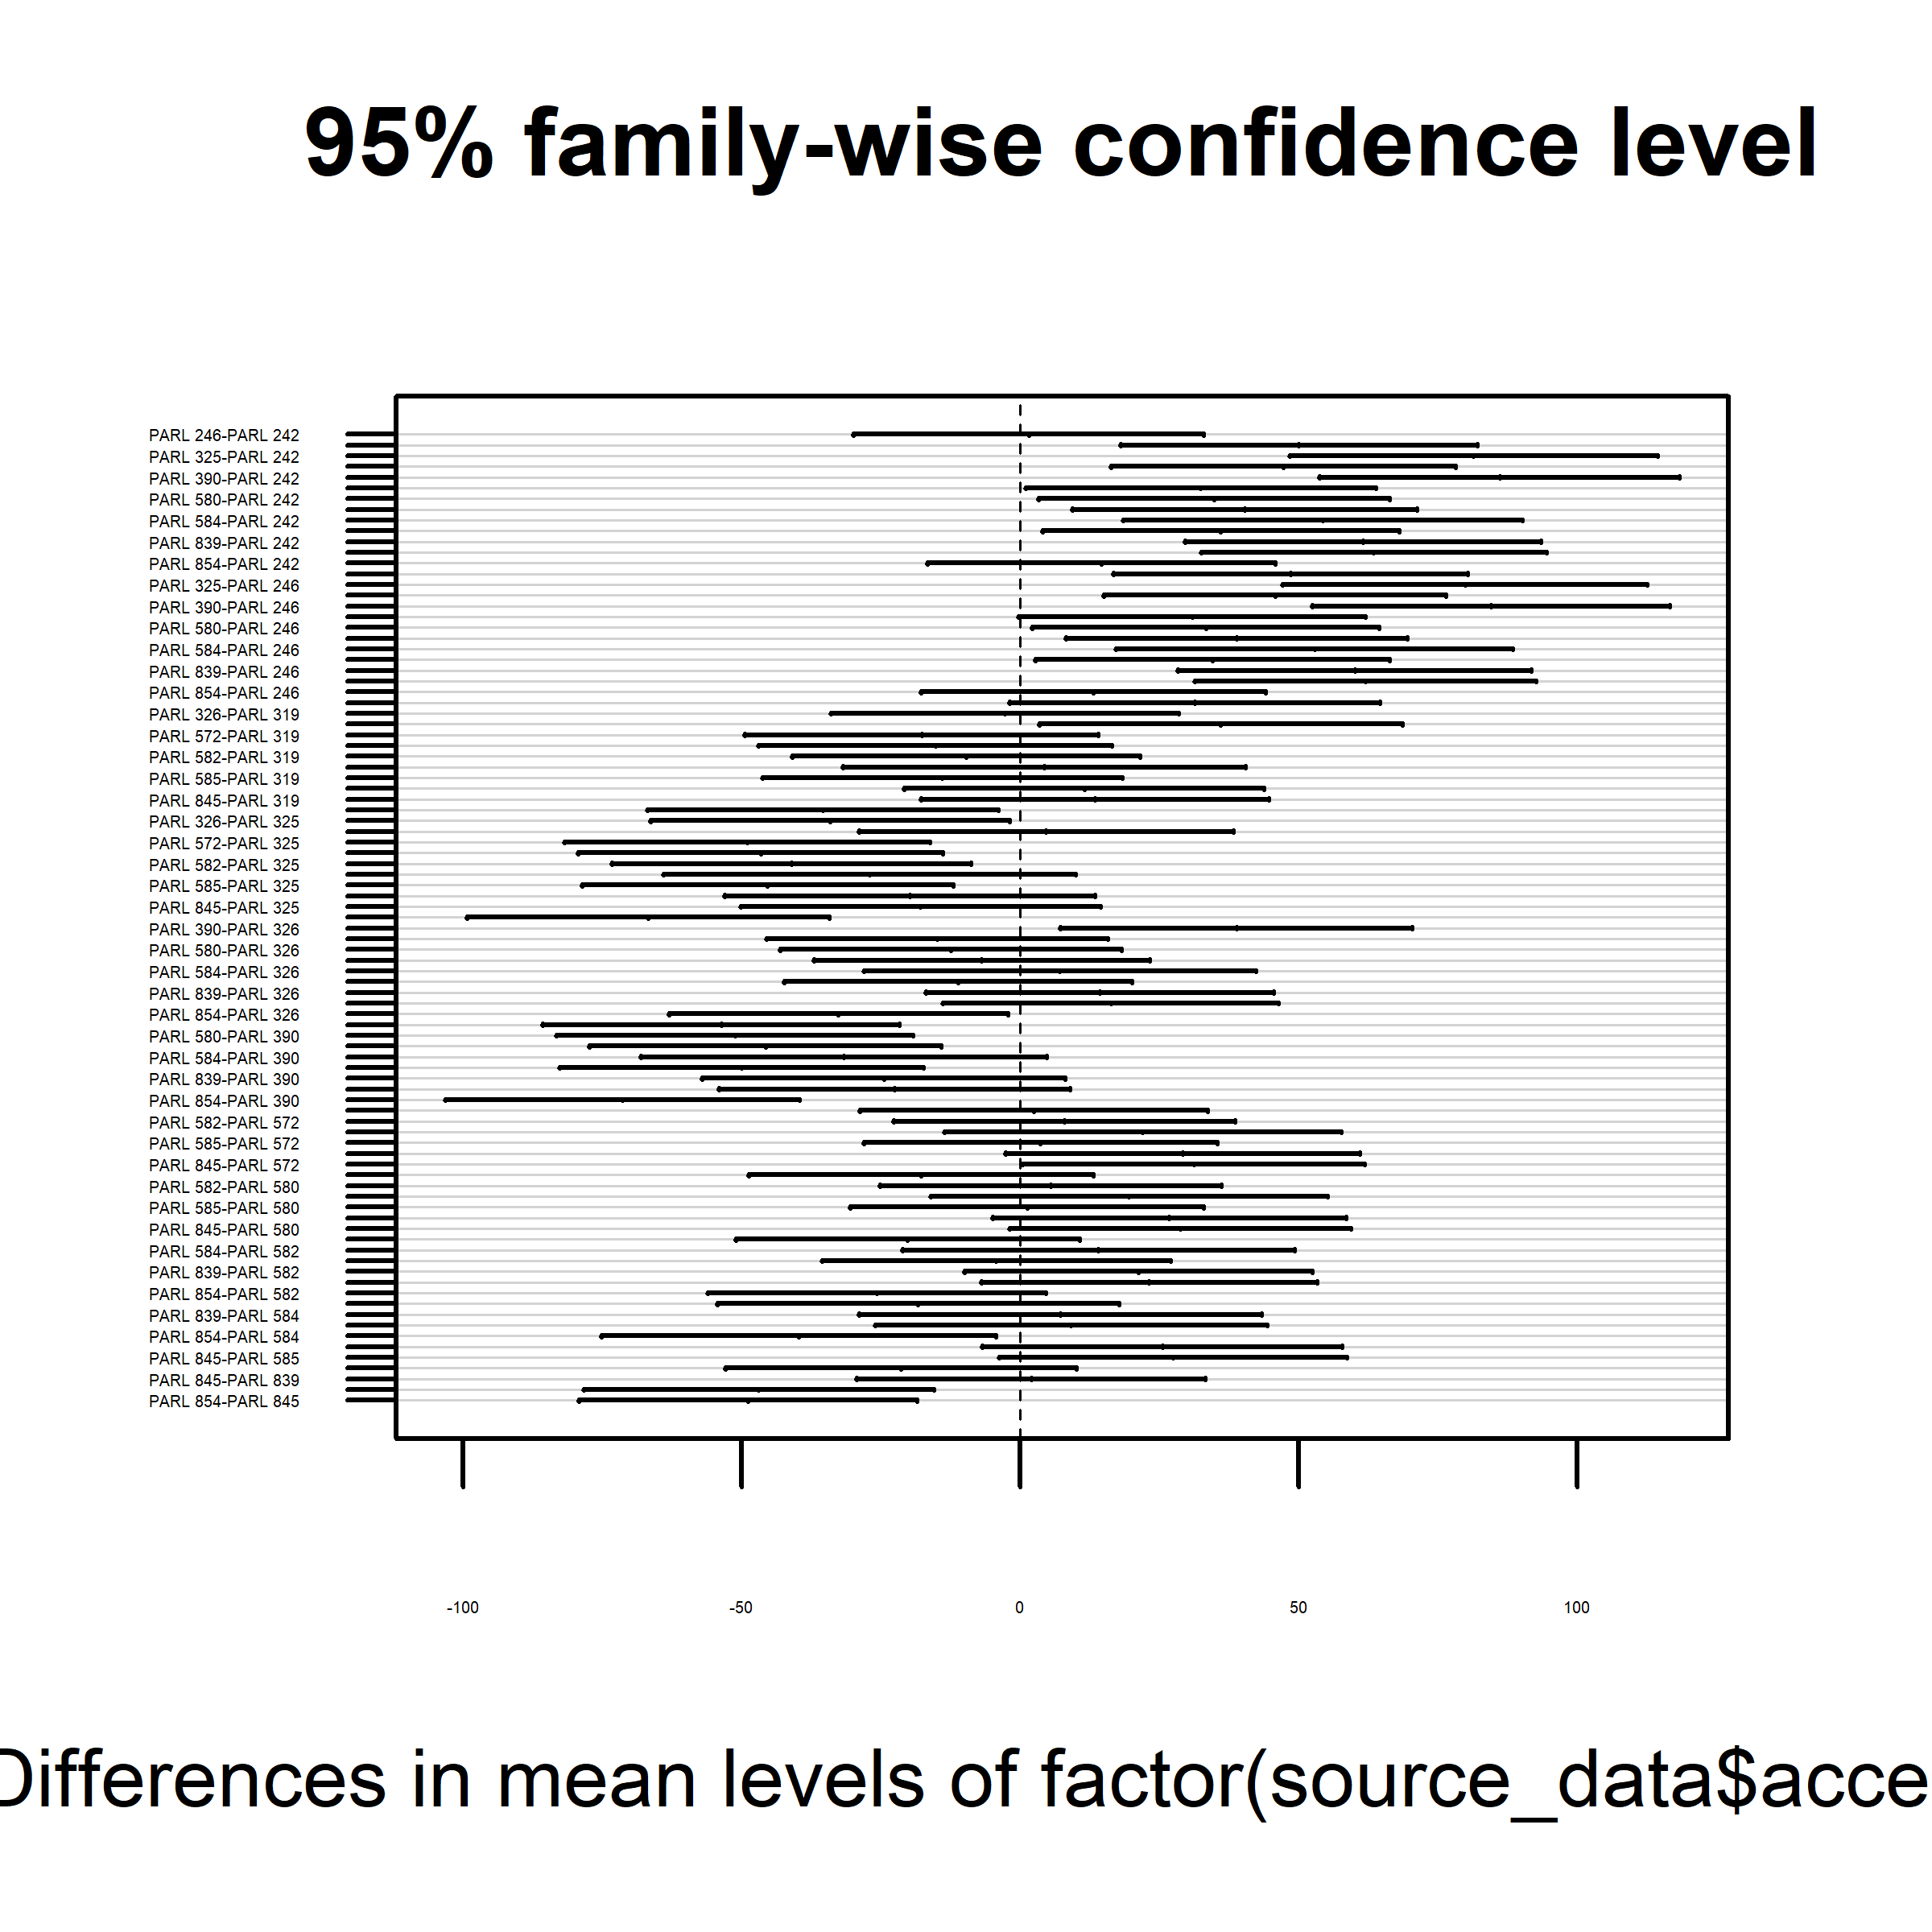 95% family-wise confidence level
PARL 246-PARL 242
PARL 325-PARL 242
PARL 390-PARL 242
PARL 580-PARL 242
PARL 584-PARL 242
PARL 839-PARL 242
PARL 854-PARL 242
PARL 325-PARL 246
PARL 390-PARL 246
PARL 580-PARL 246
PARL 584-PARL 246
PARL 839-PARL 246
PARL 854-PARL 246
PARL 326-PARL 319
PARL 572-PARL 319
PARL 582-PARL 319
PARL 585-PARL 319
PARL 845-PARL 319
PARL 326-PARL 325
PARL 572-PARL 325
PARL 582-PARL 325
PARL 585-PARL 325
PARL 845-PARL 325
PARL 390-PARL 326
PARL 580-PARL 326
PARL 584-PARL 326
PARL 839-PARL 326
PARL 854-PARL 326
PARL 580-PARL 390
PARL 584-PARL 390
PARL 839-PARL 390
PARL 854-PARL 390
PARL 582-PARL 572
PARL 585-PARL 572
PARL 845-PARL 572
PARL 582-PARL 580
PARL 585-PARL 580
PARL 845-PARL 580
PARL 584-PARL 582
PARL 839-PARL 582
PARL 854-PARL 582
PARL 839-PARL 584
PARL 854-PARL 584
PARL 845-PARL 585
PARL 845-PARL 839
PARL 854-PARL 845
-100 -50 0 50 100
Differences in mean levels of factor(source_data$acce